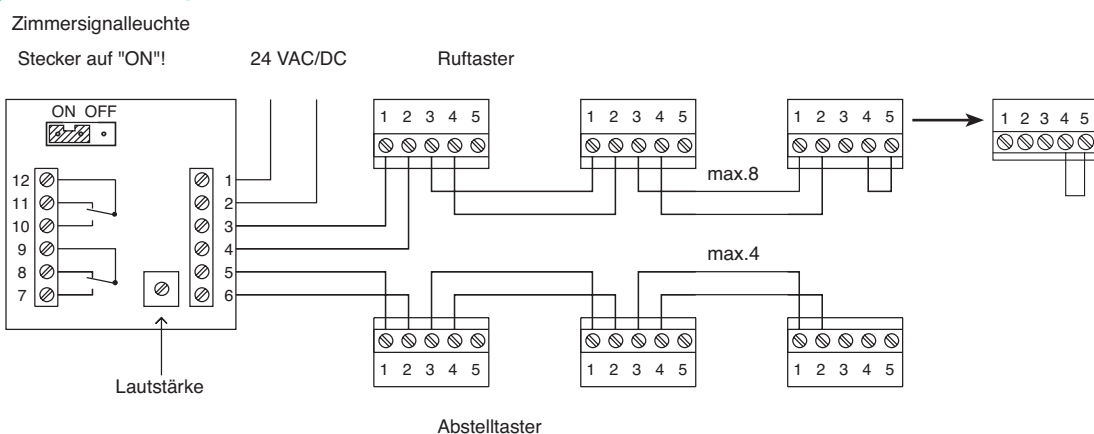 Zimmersignalleuchte
Stecker auf "ON"!
24 VAC/DC
Ruftaster
ON OFF
1 2 3 4 5
1 2 3 4 5
1 2 3 4 5
1 2 3 4 5
12
11
10
9
8
7
1
2
3
4
5
6
max.8
max.4
1 2 3 4 5
1 2 3 4 5
1 2 3 4 5
Lautstärke
Abstelltaster